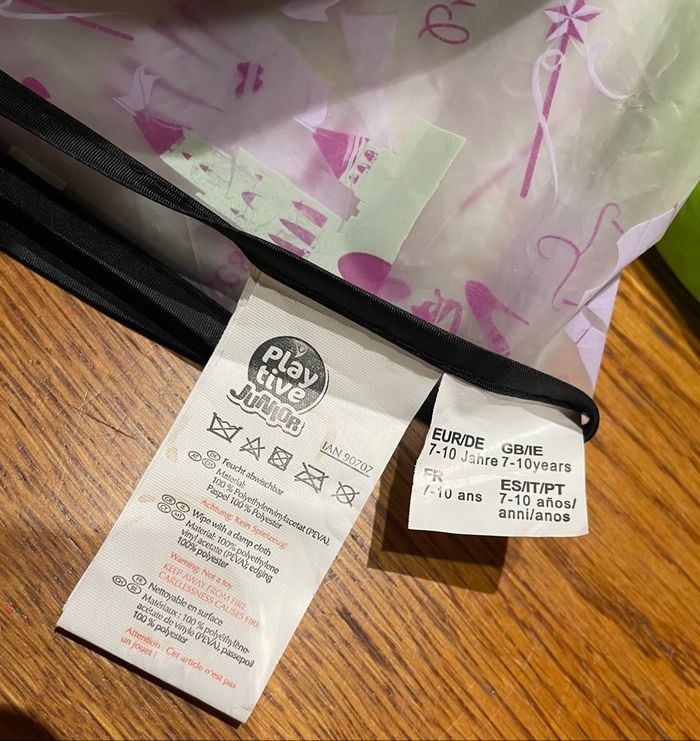 Play
tive
JUNIOR
IAN 90707
DE AT
CH Feucht abwischbar
Material:
100 % Polyethylenvinylacetat (PEVA),
Paspel 100 % Polyester
Achtung: Kein Spielzeug!
Wipe with a damp cloth
Material: 100% polyethylene
vinyl acetate (PEVA); edging
100% polyester
Warning: Not a toy
KEEP AWAY FROM FIRE
CARELESSNESS CAUSES FIRE
Nettoyable en surface
Matériaux : 100 % polyéthylène-
acétate de vinyle (PEVA), passepoil
100 % polyester
Attention : Cet article n'est pas
un jouet !
EUR/DE
7-10 Jahre
GB/IE
7-10years
FR
7-10 ans
ES/IT/PT
7-10 años/
anni/anos